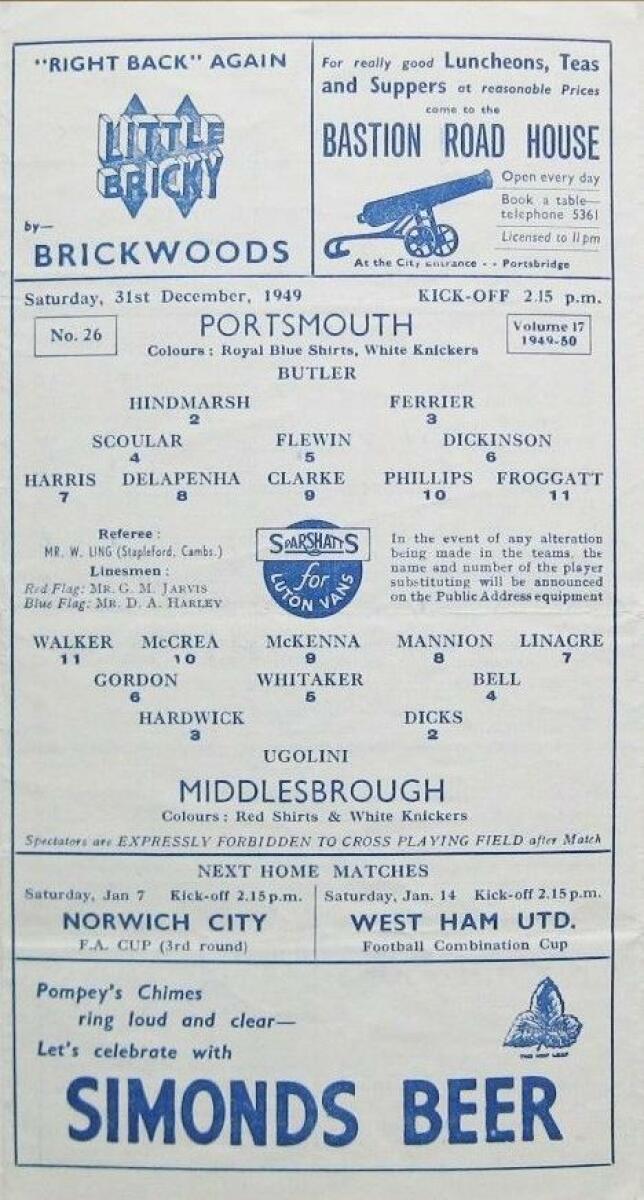 "RIGHT BACK" AGAIN
LITTLE
BRICKY
by—
BRICKWOODS
For really good Luncheons, Teas
and Suppers at reasonable Prices
come to the
BASTION ROAD HOUSE
Open every day
Book a table—
telephone 5361
Licensed to 11pm
At the City Entrance - - Portsbridge
Saturday, 31st December, 1949 KICK-OFF 2.15 p.m.
No. 26
PORTSMOUTH
Volume 17
1949-50
Colours : Royal Blue Shirts, White Knickers
BUTLER
HINDMARSH FERRIER
2 3
SCOULAR FLEWIN DICKINSON
4 5 6
HARRIS DELAPENHA CLARKE PHILLIPS FROGGATT
7 8 9 10 11
Referee :
MR. W. LING (Stapleford. Cambs.)
Linesmen :
Red Flag: MR. G. M. JARVIS
Blue Flag: MR. D. A. HARLEY
SPARSHATTS
for
LUTON VANS
In the event of any alteration
being made in the teams, the
name and number of the player
substituting will be announced
on the Public Address equipment
WALKER McCREA McKENNA MANNION LINACRE
11 10 9 8 7
GORDON WHITAKER BELL
6 5 4
HARDWICK DICKS
3 2
UGOLINI
MIDDLESBROUGH
Colours : Red Shirts & White Knickers
Spectators are EXPRESSLY FORBIDDEN TO CROSS PLAYING FIELD after Match
NEXT HOME MATCHES
Saturday, Jan 7 Kick-off 2.15 p.m.
NORWICH CITY
F.A. CUP (3rd round)
Saturday, Jan. 14 Kick-off 2.15 p.m.
WEST HAM UTD.
Football Combination Cup
Pompey's Chimes
ring loud and clear—
Let's celebrate with
THE HOP LEAF
SIMONDS BEER